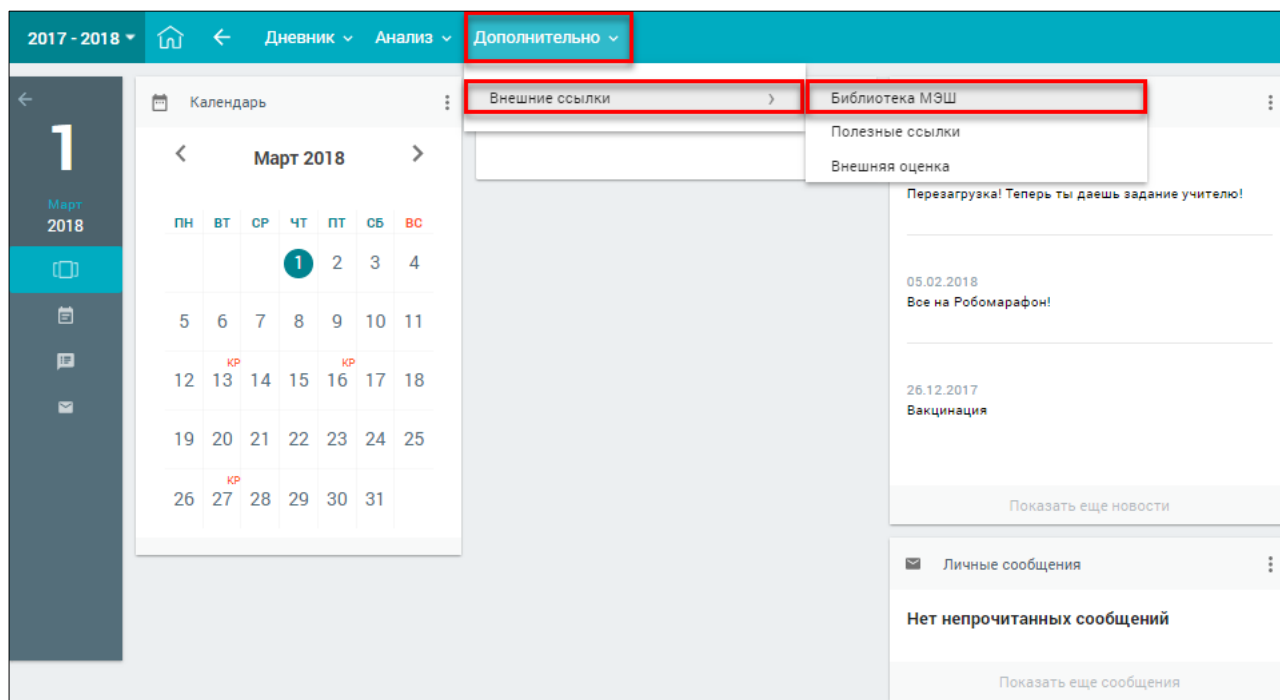 2017 - 2018 Дневник Анализ Дополнительно
Внешние ссылки
Библиотека МЭШ
Полезные ссылки
Внешняя оценка
1
Март
2018
Календарь
Март 2018
ПН ВТ СР ЧТ ПТ СБ ВС
1 2 3 4
5 6 7 8 9 10 11
КР КР
12 13 14 15 16 17 18
19 20 21 22 23 24 25
КР
26 27 28 29 30 31
Перезагрузка! Теперь ты даешь задание учителю!
05.02.2018
Все на Робомарафон!
26.12.2017
Вакцинация
Показать еще новости
Личные сообщения
Нет непрочитанных сообщений
Показать еще сообщения